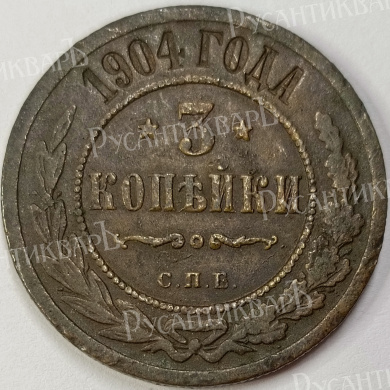 1904 ГОДА
* 3 *
КОПѢЙКИ
С.П.Б.
РУСАНТИКВАРЪ